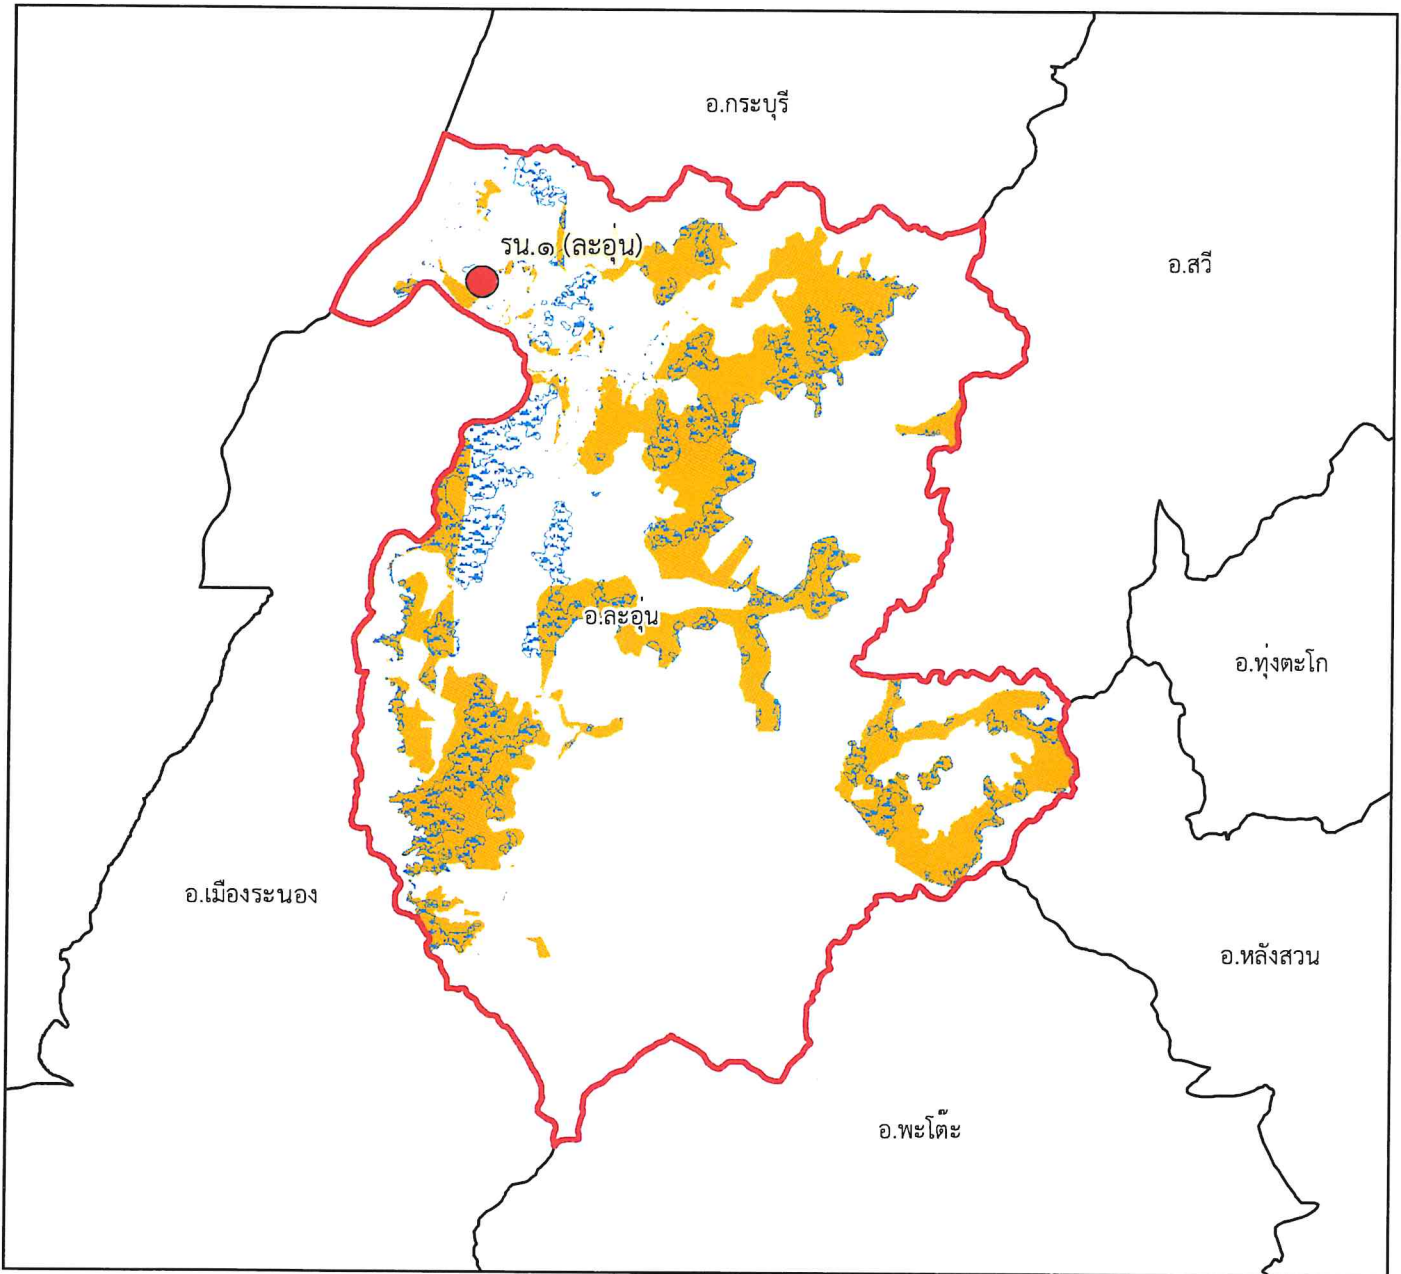 อ.กระบุรี
รน.๑ (ละอุ่น)
อ.สวี
อ.ละอุ่น
อ.ทุ่งตะโก
อ.เมืองระนอง
อ.หลังสวน
อ.พะโต๊ะ